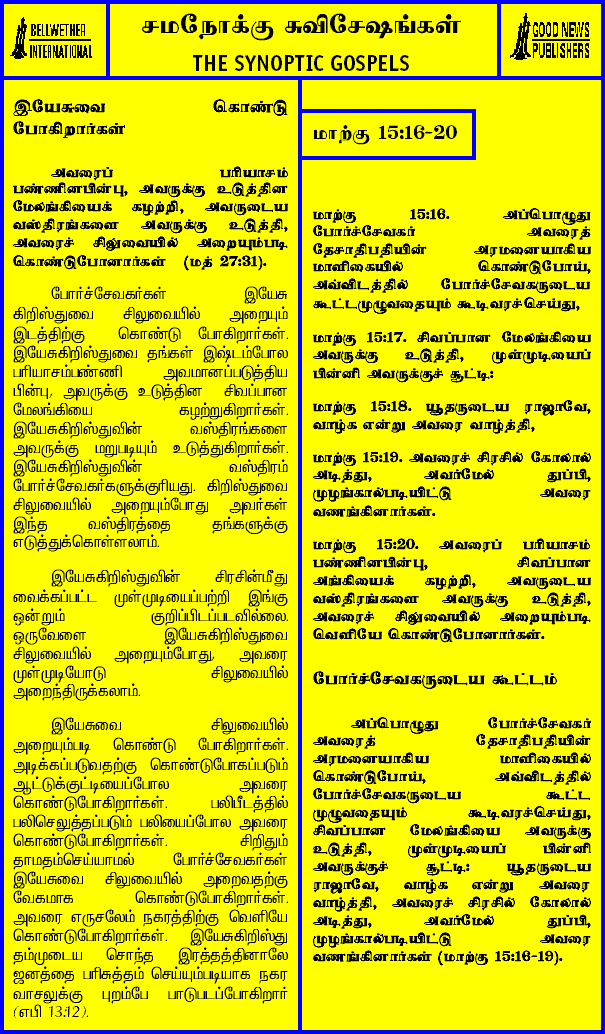 BELLWETHER
INTERNATIONAL
சமநோக்கு சுவிசேஷங்கள்
THE SYNOPTIC GOSPELS
GOOD NEWS
PUBLISHERS
இயேசுவை கொண்டு
போகிறார்கள்
அவரைப் பரியாசம்
பண்ணினபின்பு, அவருக்கு உடுத்தின
மேலங்கியைக் கழற்றி, அவருடைய
வஸ்திரங்களை அவருக்கு உடுத்தி,
அவரைச் சிலுவையில் அறையும்படி
கொண்டுபோனார்கள் (மத் 27:31).
போர்ச்சேவகர்கள் இயேசு
கிறிஸ்துவை சிலுவையில் அறையும்
இடத்திற்கு கொண்டு போகிறார்கள்.
இயேசுகிறிஸ்துவை தங்கள் இஷ்டம்போல
பரியாசம்பண்ணி அவமானப்படுத்திய
பின்பு, அவருக்கு உடுத்தின சிவப்பான
மேலங்கியை கழற்றுகிறார்கள்.
இயேசுகிறிஸ்துவின் வஸ்திரங்களை
அவருக்கு மறுபடியும் உடுத்துகிறார்கள்.
இயேசுகிறிஸ்துவின் வஸ்திரம்
போர்ச்சேவகர்களுக்குரியது. கிறிஸ்துவை
சிலுவையில் அறையும்போது அவர்கள்
இந்த வஸ்திரத்தை தங்களுக்கு
எடுத்துக்கொள்ளலாம்.
இயேசுகிறிஸ்துவின் சிரசின்மீது
வைக்கப்பட்ட முள்முடியைப்பற்றி இங்கு
ஒன்றும் குறிப்பிடப்படவில்லை.
ஒருவேளை இயேசுகிறிஸ்துவை
சிலுவையில் அறையும்போது, அவரை
முள்முடியோடு சிலுவையில்
அறைந்திருக்கலாம்.
இயேசுவை சிலுவையில்
அறையும்படி கொண்டு போகிறார்கள்.
அடிக்கப்படுவதற்கு கொண்டுபோகப்படும்
ஆட்டுக்குட்டியைப்போல அவரை
கொண்டுபோகிறார்கள். பலிபீடத்தில்
பலிசெலுத்தப்படும் பலியைப்போல அவரை
கொண்டுபோகிறார்கள். சிறிதும்
தாமதம்செய்யாமல் போர்ச்சேவகர்கள்
இயேசுவை சிலுவையில் அறைவதற்கு
வேகமாக கொண்டுபோகிறார்கள்.
அவரை எருசலேம் நகரத்திற்கு வெளியே
கொண்டுபோகிறார்கள். இயேசுகிறிஸ்து
தம்முடைய சொந்த இரத்தத்தினாலே
ஜனத்தை பரிசுத்தம் செய்யும்படியாக நகர
வாசலுக்கு புறம்பே பாடுபடப்போகிறார்
(எபி 13:12).
மாற்கு 15:16-20
மாற்கு 15:16. அப்பொழுது
போர்ச்சேவகர் அவரைத்
தேசாதிபதியின் அரமனையாகிய
மாளிகையில் கொண்டுபோய்,
அவ்விடத்தில் போர்ச்சேவகருடைய
கூட்டமுழுவதையும் கூடிவரச்செய்து,
மாற்கு 15:17. சிவப்பான மேலங்கியை
அவருக்கு உடுத்தி, முள்முடியைப்
பின்னி அவருக்குச் சூட்டி:
மாற்கு 15:18. யூதருடைய ராஜாவே,
வாழ்க என்று அவரை வாழ்த்தி,
மாற்கு 15:19. அவரைச் சிரசில் கோலால்
அடித்து, அவர்மேல் துப்பி,
முழங்கால்படியிட்டு அவரை
வணங்கினார்கள்.
மாற்கு 15:20. அவரைப் பரியாசம்
பண்ணினபின்பு, சிவப்பான
அங்கியைக் கழற்றி, அவருடைய
வஸ்திரங்களை அவருக்கு உடுத்தி,
அவரைச் சிலுவையில் அறையும்படி
வெளியே கொண்டுபோனார்கள்.
போர்ச்சேவகருடைய கூட்டம்
அப்பொழுது போர்ச்சேவகர்
அவரைத் தேசாதிபதியின்
அரமனையாகிய மாளிகையில்
கொண்டுபோய், அவ்விடத்தில்
போர்ச்சேவகருடைய கூட்ட
முழுவதையும் கூடிவரச்செய்து,
சிவப்பான மேலங்கியை அவருக்கு
உடுத்தி, முள்முடியைப் பின்னி
அவருக்குச் சூட்டி: யூதருடைய
ராஜாவே, வாழ்க என்று அவரை
வாழ்த்தி, அவரைச் சிரசில் கோலால்
அடித்து, அவர்மேல் துப்பி,
முழங்கால்படியிட்டு அவரை
வணங்கினார்கள் (மாற்கு 15:16-19).